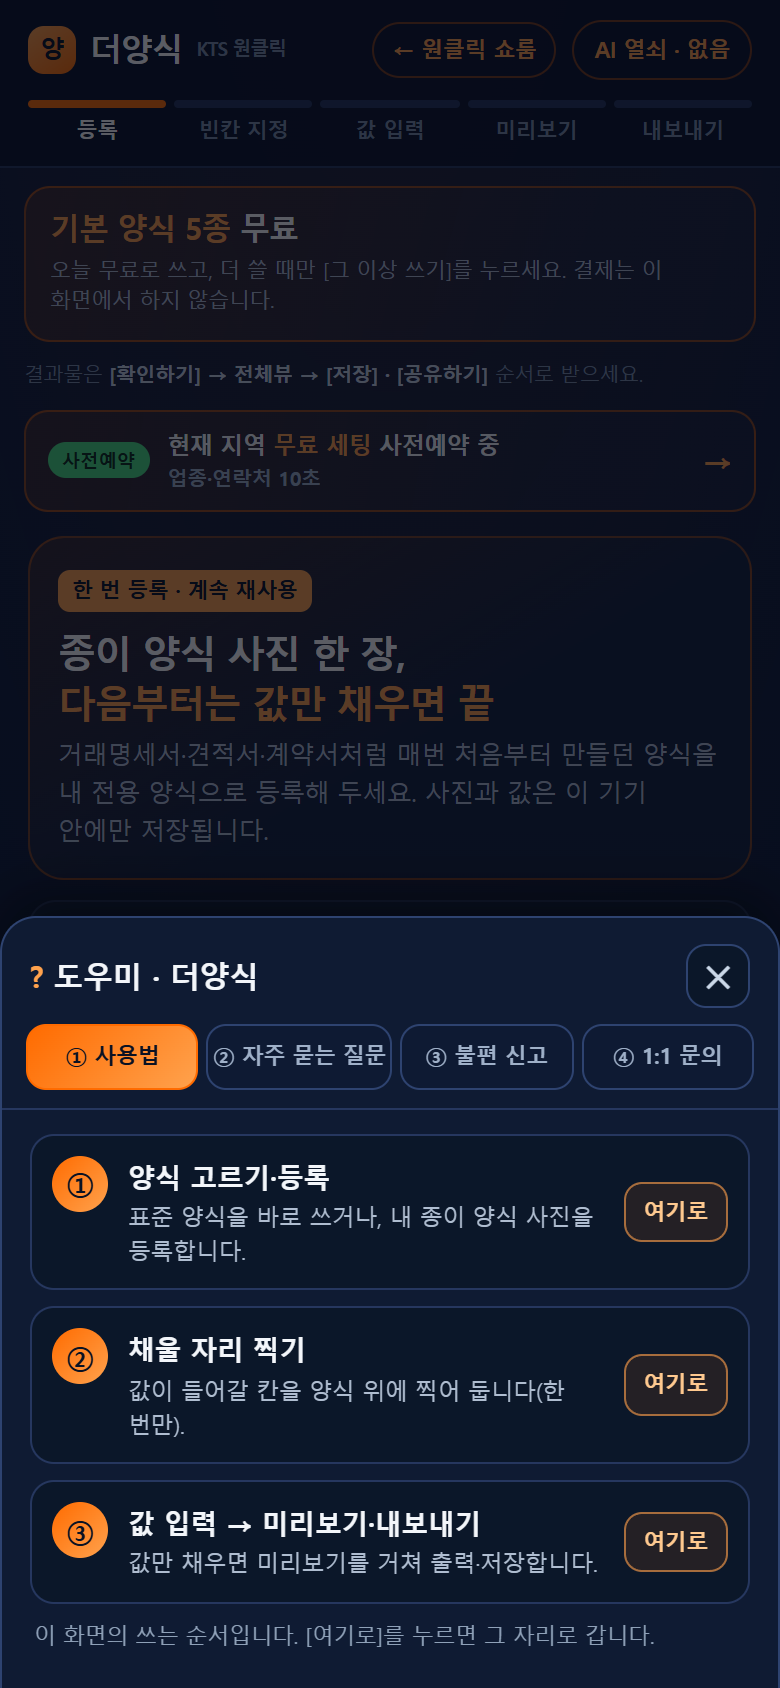 양 더양식 KTS 원클릭 ← 원클릭 쇼룸 AI 열쇠 · 없음
등록 빈칸 지정 값 입력 미리보기 내보내기
기본 양식 5종 무료
오늘 무료로 쓰고, 더 쓸 때만 [그 이상 쓰기]를 누르세요. 결제는 이
화면에서 하지 않습니다.
결과물은 [확인하기] → 전체뷰 → [저장] · [공유하기] 순서로 받으세요.
사전예약 현재 지역 무료 세팅 사전예약 중 →
업종·연락처 10초
한 번 등록 · 계속 재사용
종이 양식 사진 한 장,
다음부터는 값만 채우면 끝
거래명세서·견적서·계약서처럼 매번 처음부터 만들던 양식을
내 전용 양식으로 등록해 두세요. 사진과 값은 이 기기
안에만 저장됩니다.
? 도우미 · 더양식 ✕
① 사용법 ② 자주 묻는 질문 ③ 불편 신고 ④ 1:1 문의
① 양식 고르기·등록
표준 양식을 바로 쓰거나, 내 종이 양식 사진을
등록합니다.
여기로
② 채울 자리 찍기
값이 들어갈 칸을 양식 위에 찍어 둡니다(한
번만).
여기로
③ 값 입력 → 미리보기·내보내기
값만 채우면 미리보기를 거쳐 출력·저장합니다.
여기로
이 화면의 쓰는 순서입니다. [여기로]를 누르면 그 자리로 갑니다.